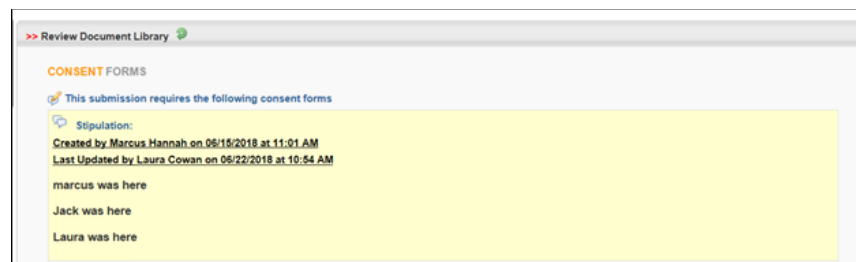 >> Review Document Library
CONSENT FORMS
This submission requires the following consent forms
Stipulation:
Created by Marcus Hannah on 06/15/2018 at 11:01 AM
Last Updated by Laura Cowan on 06/22/2018 at 10:54 AM
marcus was here
Jack was here
Laura was here